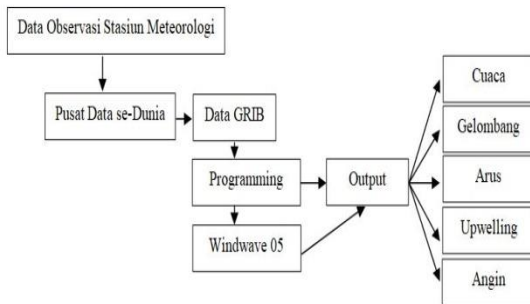 Data Observasi Stasiun Meteorologi
Pusat Data se-Dunia
Data GRIB
Programming
Windwave 05
Output
Cuaca
Gelombang
Arus
Upwelling
Angin